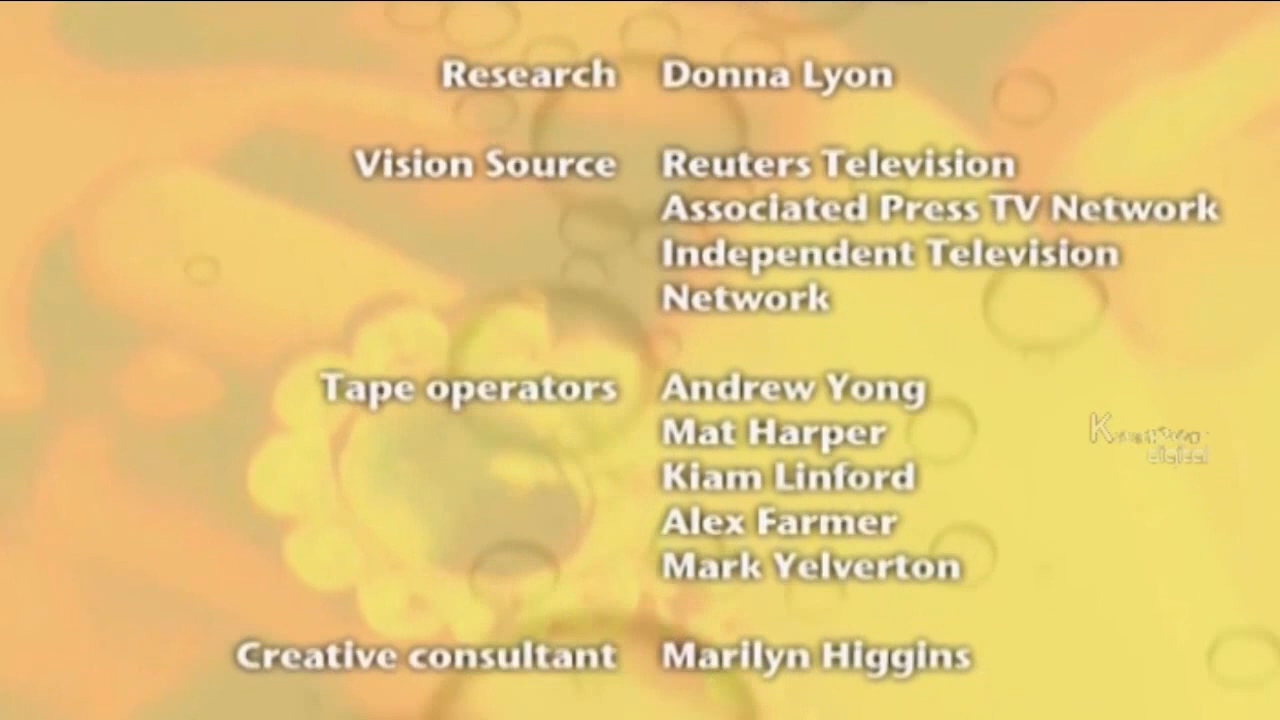 Research Donna Lyon
Vision Source Reuters Television
Associated Press TV Network
Independent Television
Network
Tape operators Andrew Yong
Mat Harper
Kiam Linford
Alex Farmer
Mark Yelverton
Creative consultant Marilyn Higgins
digital